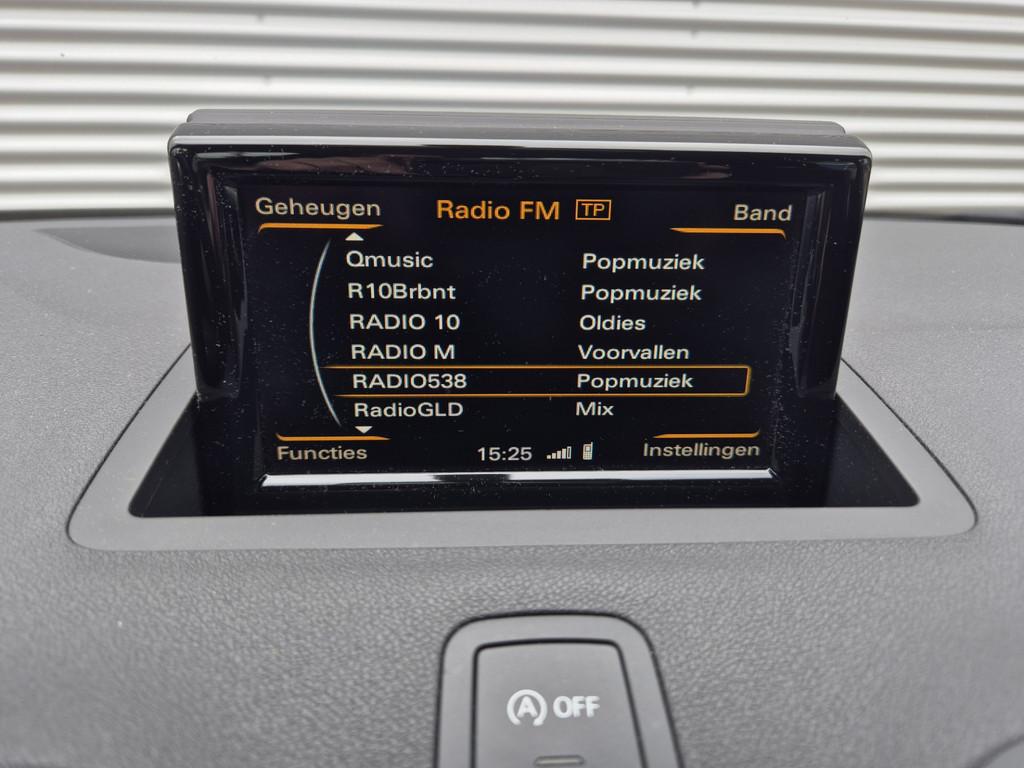 Geheugen Radio FM TP Band
Qmusic Popmuziek
R10Brbnt Popmuziek
RADIO 10 Oldies
RADIO M Voorvallen
RADIO538 Popmuziek
RadioGLD Mix
Functies 15:25 Instellingen
A OFF